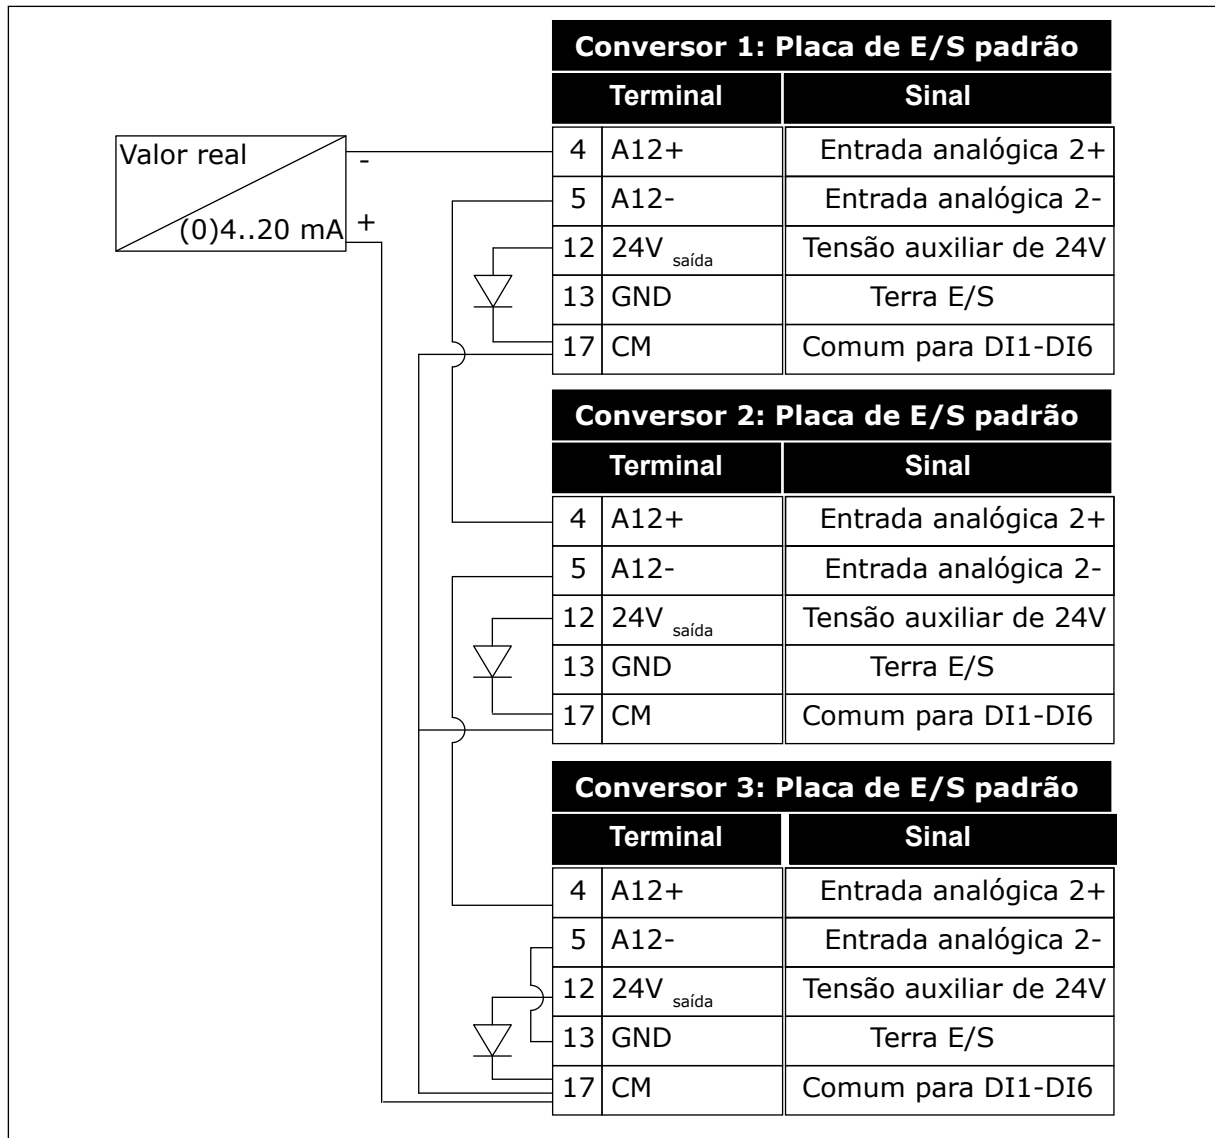 Conversor 1: Placa de E/S padrão
Terminal Sinal
Valor real
-
(0)4..20 mA
+
4 A12+ Entrada analógica 2+
5 A12- Entrada analógica 2-
12 24V saída Tensão auxiliar de 24V
13 GND Terra E/S
17 CM Comum para DI1-DI6
Conversor 2: Placa de E/S padrão
Terminal Sinal
4 A12+ Entrada analógica 2+
5 A12- Entrada analógica 2-
12 24V saída Tensão auxiliar de 24V
13 GND Terra E/S
17 CM Comum para DI1-DI6
Conversor 3: Placa de E/S padrão
Terminal Sinal
4 A12+ Entrada analógica 2+
5 A12- Entrada analógica 2-
12 24V saída Tensão auxiliar de 24V
13 GND Terra E/S
17 CM Comum para DI1-DI6